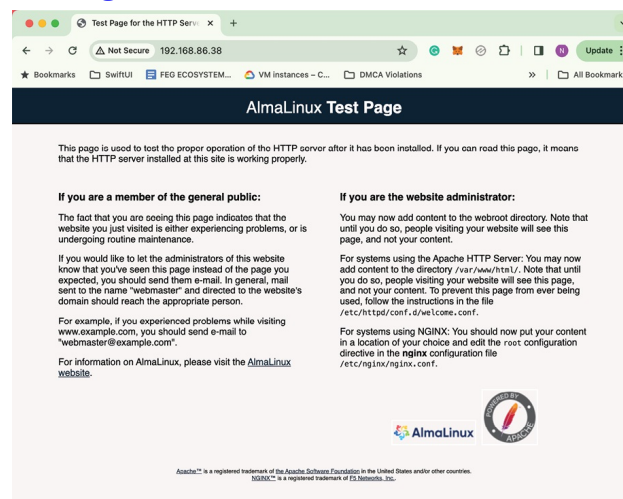 Test Page for the HTTP Serve
Not Secure 192.168.86.38
N
Update
Bookmarks SwiftUI FEG ECOSYSTEM... VM instances – C... DMCA Violations » All Bookmark
AlmaLinux Test Page
This page is used to test the proper operation of the HTTP server after it has been installed. If you can read this page, it means
that the HTTP server installed at this site is working properly.
If you are a member of the general public:
The fact that you are seeing this page indicates that the
website you just visited is either experiencing problems, or is
undergoing routine maintenance.
If you would like to let the administrators of this website
know that you've seen this page instead of the page you
expected, you should send them e-mail. In general, mail
sent to the name "webmaster" and directed to the website's
domain should reach the appropriate person.
For example, if you experienced problems while visiting
www.example.com, you should send e-mail to
"webmaster@example.com".
For information on AlmaLinux, please visit the AlmaLinux
website.
If you are the website administrator:
You may now add content to the webroot directory. Note that
until you do so, people visiting your website will see this
page, and not your content.
For systems using the Apache HTTP Server: You may now
add content to the directory /var/www/html/. Note that until
you do so, people visiting your website will see this page,
and not your content. To prevent this page from ever being
used, follow the instructions in the file
/etc/httpd/conf.d/welcome.conf.
For systems using NGINX: You should now put your content
in a location of your choice and edit the root configuration
directive in the nginx configuration file
/etc/nginx/nginx.conf.
AlmaLinux
POWERED BY
APACHE
Apache™ is a registered trademark of the Apache Software Foundation in the United States and/or other countries.
NGINX™ is a registered trademark of F5 Networks, Inc..